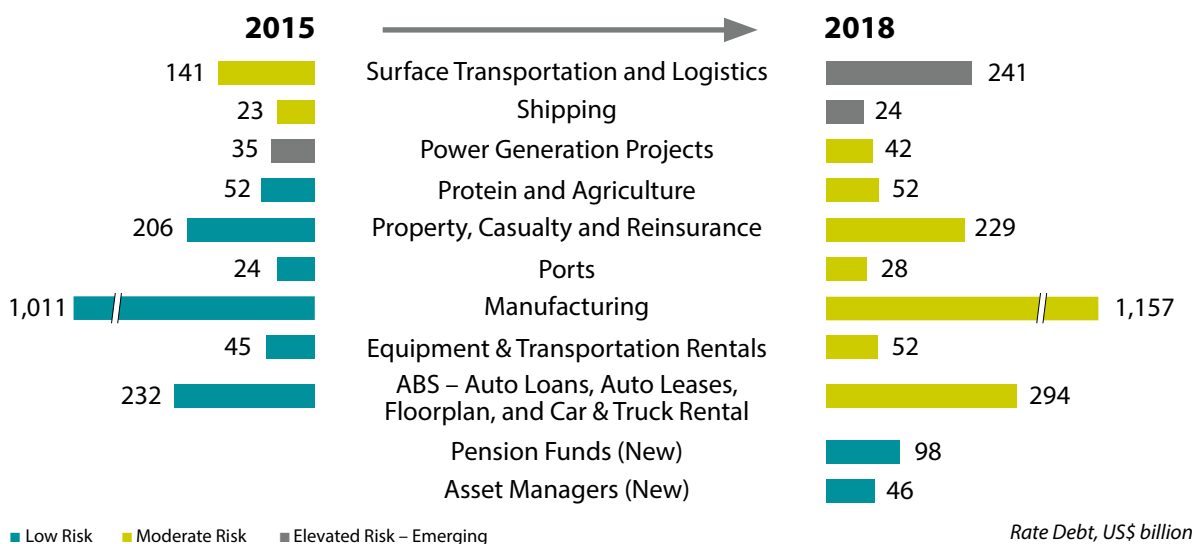 2015 2018
141 Surface Transportation and Logistics 241
23 Shipping 24
35 Power Generation Projects 42
52 Protein and Agriculture 52
206 Property, Casualty and Reinsurance 229
24 Ports 28
1,011 Manufacturing 1,157
45 Equipment & Transportation Rentals 52
232 ABS – Auto Loans, Auto Leases,
Floorplan, and Car & Truck Rental 294
Pension Funds (New) 98
Asset Managers (New) 46
Low Risk Moderate Risk Elevated Risk – Emerging
Rate Debt, US$ billion